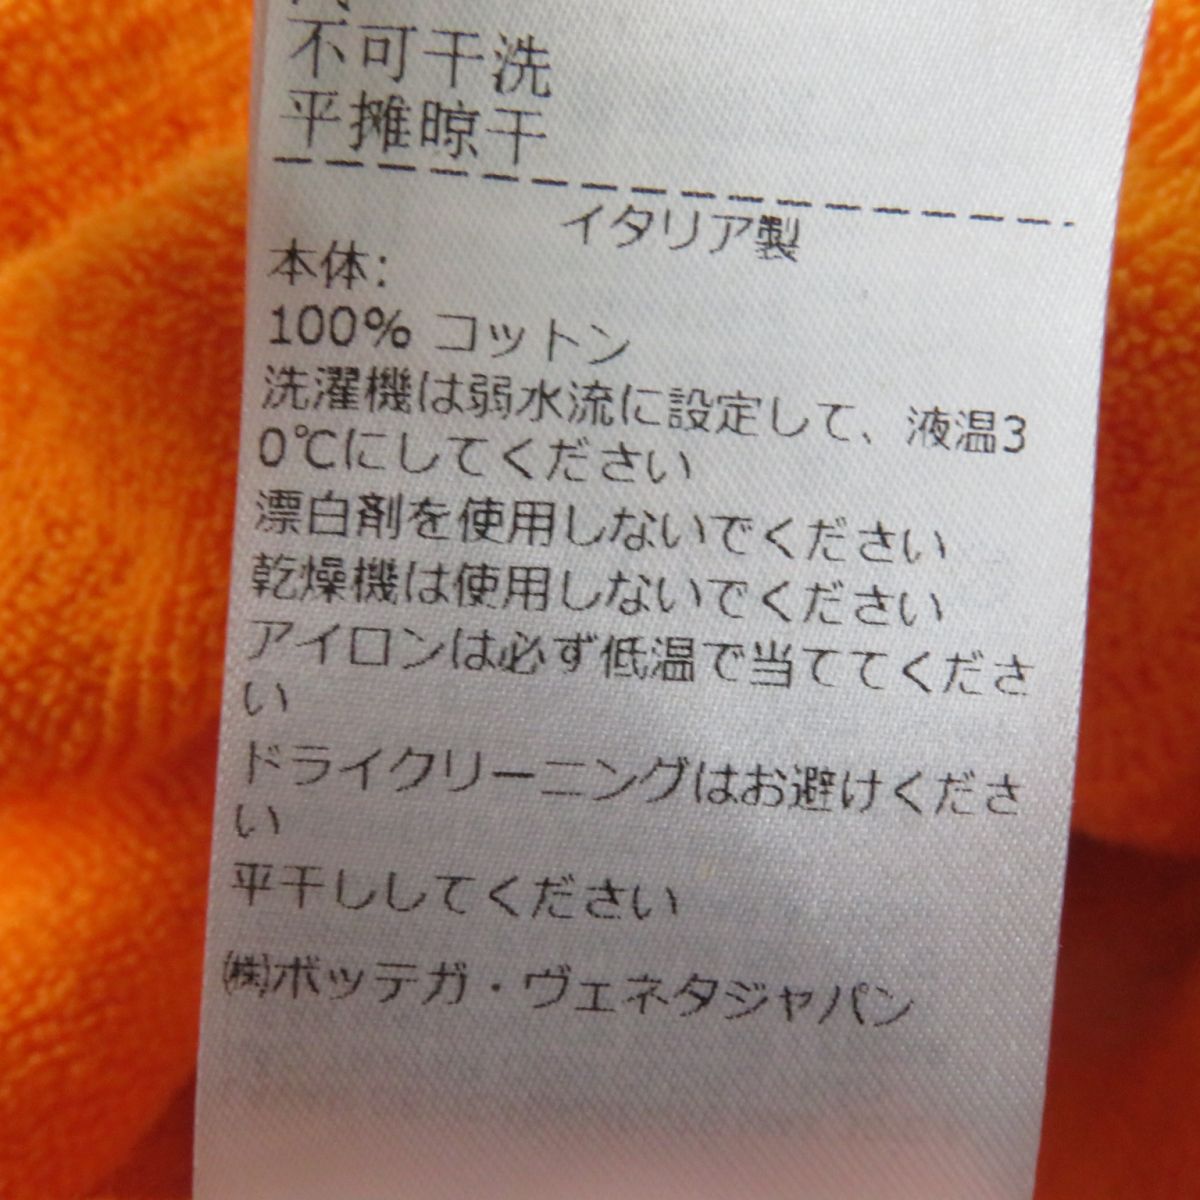 不可干洗
平摊晾干
イタリア製
本体:
100% コットン
洗濯機は弱水流に設定して、液温3
0℃にしてください
漂白剤を使用しないでください
乾燥機は使用しないでください
アイロンは必ず低温で当ててくださ
い
ドライクリーニングはお避けくださ
い
平干ししてください
㈱ボッテガ・ヴェネタジャパン